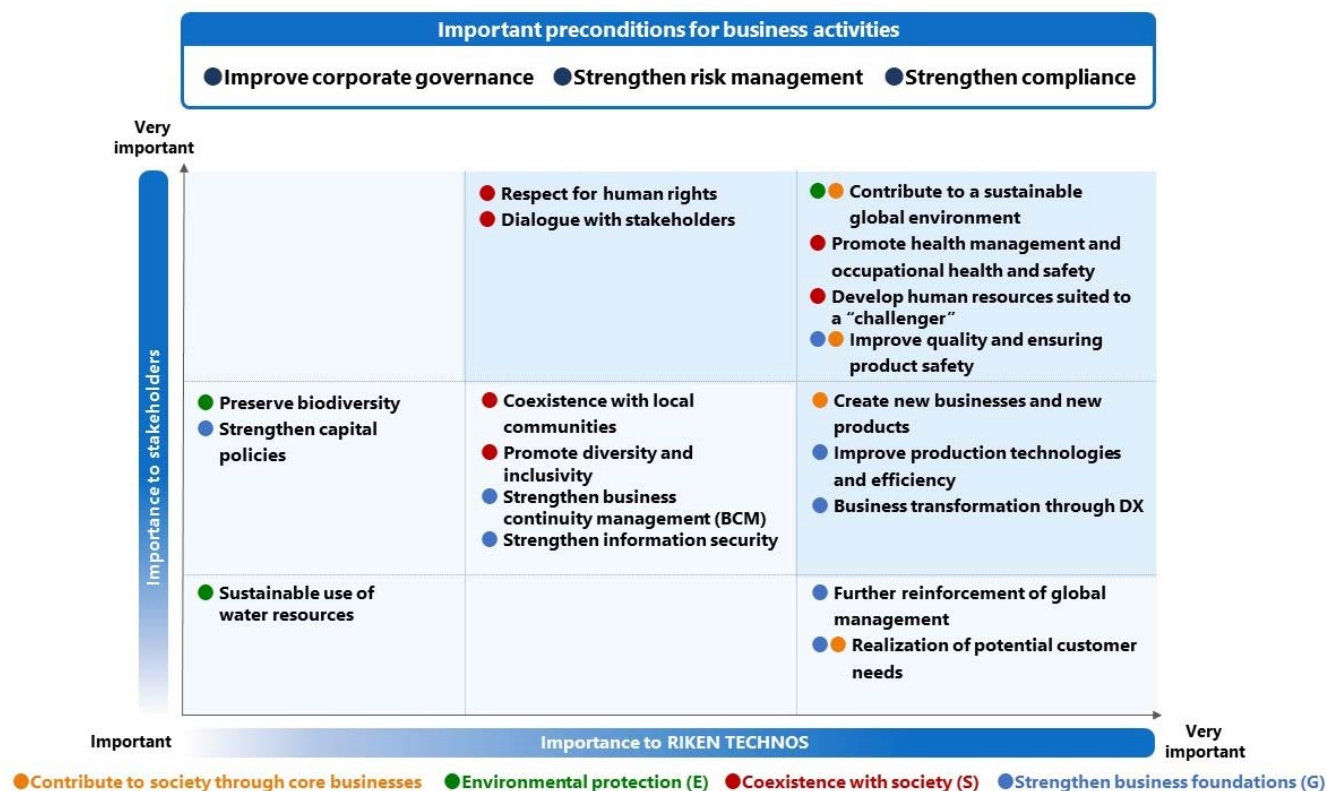 Important preconditions for business activities
Improve corporate governance
Strengthen risk management
Strengthen compliance
Very
important
Importance to stakeholders
Respect for human rights
Dialogue with stakeholders
Contribute to a sustainable
global environment
Promote health management and
occupational health and safety
Develop human resources suited to
a “challenger”
Improve quality and ensuring
product safety
Preserve biodiversity
Strengthen capital
policies
Coexistence with local
communities
Promote diversity and
inclusivity
Strengthen business
continuity management (BCM)
Strengthen information security
Create new businesses and new
products
Improve production technologies
and efficiency
Business transformation through DX
Sustainable use of
water resources
Further reinforcement of global
management
Realization of potential customer
needs
Important
Importance to RIKEN TECHNOS
Very
important
Contribute to society through core businesses
Environmental protection (E)
Coexistence with society (S)
Strengthen business foundations (G)